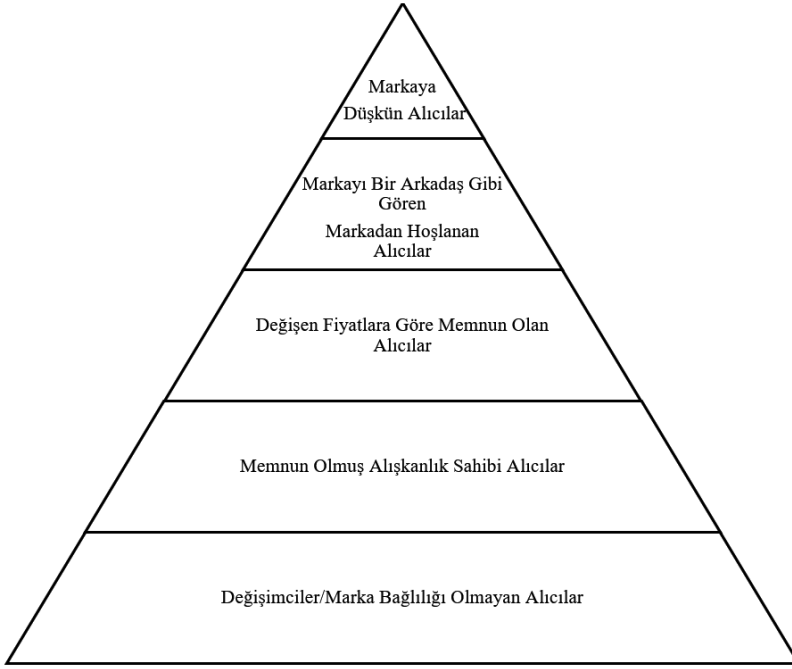 Markaya
Düşkün Alıcılar
Markayı Bir Arkadaş Gibi
Gören
Markadan Hoşlanan
Alıcılar
Değişen Fiyatlara Göre Memnun Olan
Alıcılar
Memnun Olmuş Alışkanlık Sahibi Alıcılar
Değişimciler/Marka Bağlılığı Olmayan Alıcılar